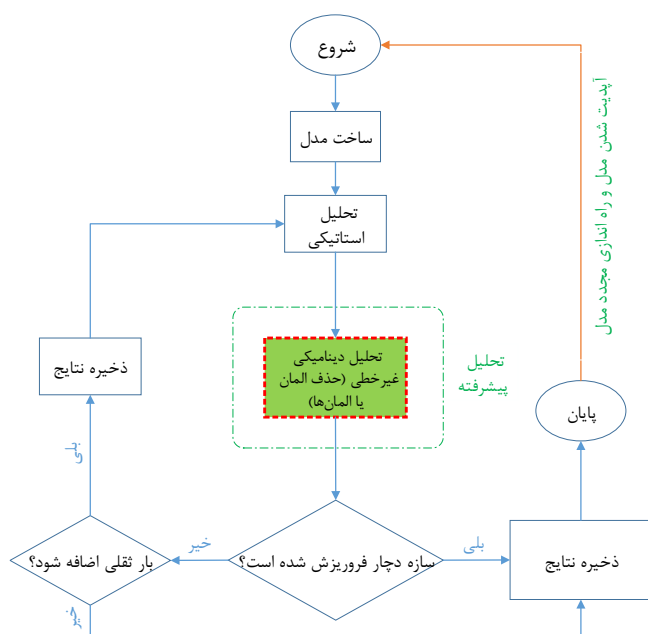 شروع
ساخت مدل
تحلیل
استاتیکی
تحلیل دینامیکی
غیرخطی (حذف المان
یا المان‌ها)
تحلیل
پیشرفته
آپدیت شدن مدل و راه اندازی مجدد مدل
ذخیره نتایج
پایان
بلی
سازه دچار فروریزش شده است؟
خیر
بلی
بار ثقلی اضافه شود؟
خیر
ذخیره نتایج